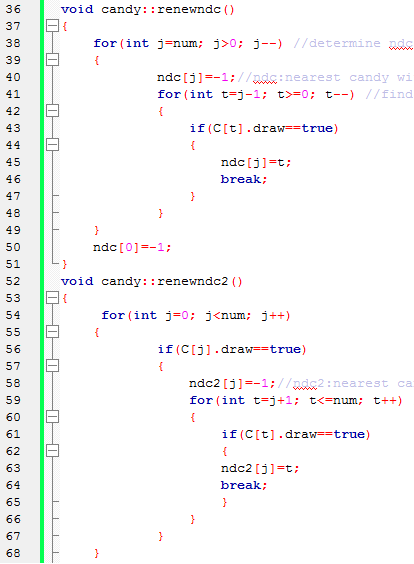 36 void candy::renewndc()
37 {
38 for(int j=num; j>0; j--) //determine ndc
39 {
40 ndc[j]=-1;//ndc:nearest candy wi
41 for(int t=j-1; t>=0; t--) //find
42 {
43 if(C[t].draw==true)
44 {
45 ndc[j]=t;
46 break;
47 }
48 }
49 }
50 ndc[0]=-1;
51 }
52 void candy::renewndc2()
53 {
54 for(int j=0; j<num; j++)
55 {
56 if(C[j].draw==true)
57 {
58 ndc2[j]=-1;//ndc2:nearest ca
59 for(int t=j+1; t<=num; t++)
60 {
61 if(C[t].draw==true)
62 {
63 ndc2[j]=t;
64 break;
65 }
66 }
67 }
68 }